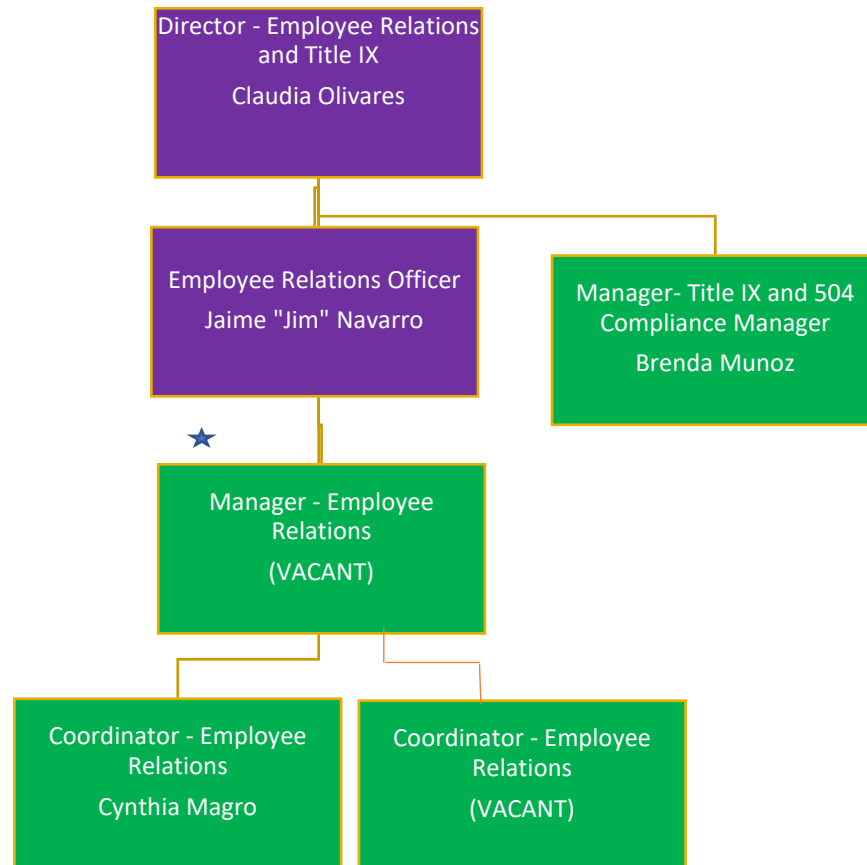 Director - Employee Relations
and Title IX
Claudia Olivares
Employee Relations Officer
Jaime "Jim" Navarro
Manager- Title IX and 504
Compliance Manager
Brenda Munoz
Manager - Employee
Relations
(VACANT)
Coordinator - Employee
Relations
Cynthia Magro
Coordinator - Employee
Relations
(VACANT)